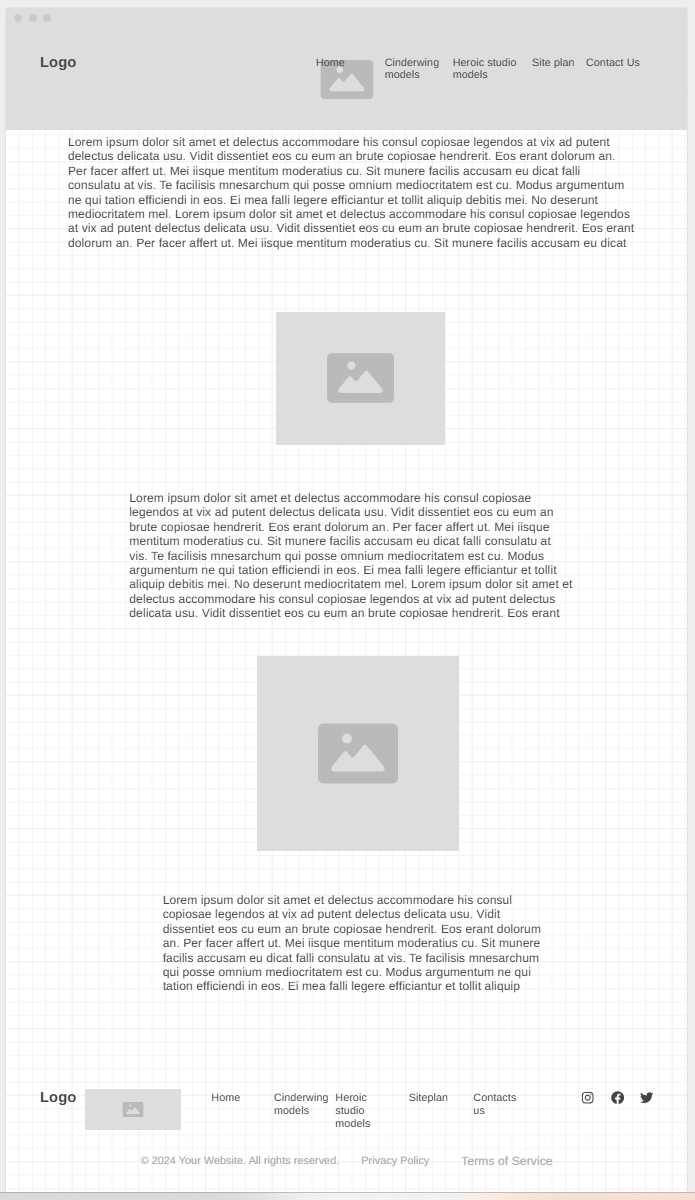 Logo
Home
Cinderwing
models
Heroic studio
models
Site plan
Contact Us
Lorem ipsum dolor sit amet et delectus accommodare his consul copiosae legendos at vix ad putent
delectus delicata usu. Vidit dissentiet eos cu eum an brute copiosae hendrerit. Eos erant dolorum an.
Per facer affert ut. Mei iisque mentitum moderatius cu. Sit munere facilis accusam eu dicat falli
consulatu at vis. Te facilisis mnesarchum qui posse omnium mediocritatem est cu. Modus argumentum
ne qui tation efficiendi in eos. Ei mea falli legere efficiantur et tollit aliquip debitis mei. No deserunt
mediocritatem mel. Lorem ipsum dolor sit amet et delectus accommodare his consul copiosae legendos
at vix ad putent delectus delicata usu. Vidit dissentiet eos cu eum an brute copiosae hendrerit. Eos erant
dolorum an. Per facer affert ut. Mei iisque mentitum moderatius cu. Sit munere facilis accusam eu dicat
Lorem ipsum dolor sit amet et delectus accommodare his consul copiosae
legendos at vix ad putent delectus delicata usu. Vidit dissentiet eos cu eum an
brute copiosae hendrerit. Eos erant dolorum an. Per facer affert ut. Mei iisque
mentitum moderatius cu. Sit munere facilis accusam eu dicat falli consulatu at
vis. Te facilisis mnesarchum qui posse omnium mediocritatem est cu. Modus
argumentum ne qui tation efficiendi in eos. Ei mea falli legere efficiantur et tollit
aliquip debitis mei. No deserunt mediocritatem mel. Lorem ipsum dolor sit amet et
delectus accommodare his consul copiosae legendos at vix ad putent delectus
delicata usu. Vidit dissentiet eos cu eum an brute copiosae hendrerit. Eos erant
Lorem ipsum dolor sit amet et delectus accommodare his consul
copiosae legendos at vix ad putent delectus delicata usu. Vidit
dissentiet eos cu eum an brute copiosae hendrerit. Eos erant dolorum
an. Per facer affert ut. Mei iisque mentitum moderatius cu. Sit munere
facilis accusam eu dicat falli consulatu at vis. Te facilisis mnesarchum
qui posse omnium mediocritatem est cu. Modus argumentum ne qui
tation efficiendi in eos. Ei mea falli legere efficiantur et tollit aliquip
Logo
Home
Cinderwing
models
Heroic
studio
models
Siteplan
Contacts
us
© 2024 Your Website. All rights reserved.
Privacy Policy
Terms of Service